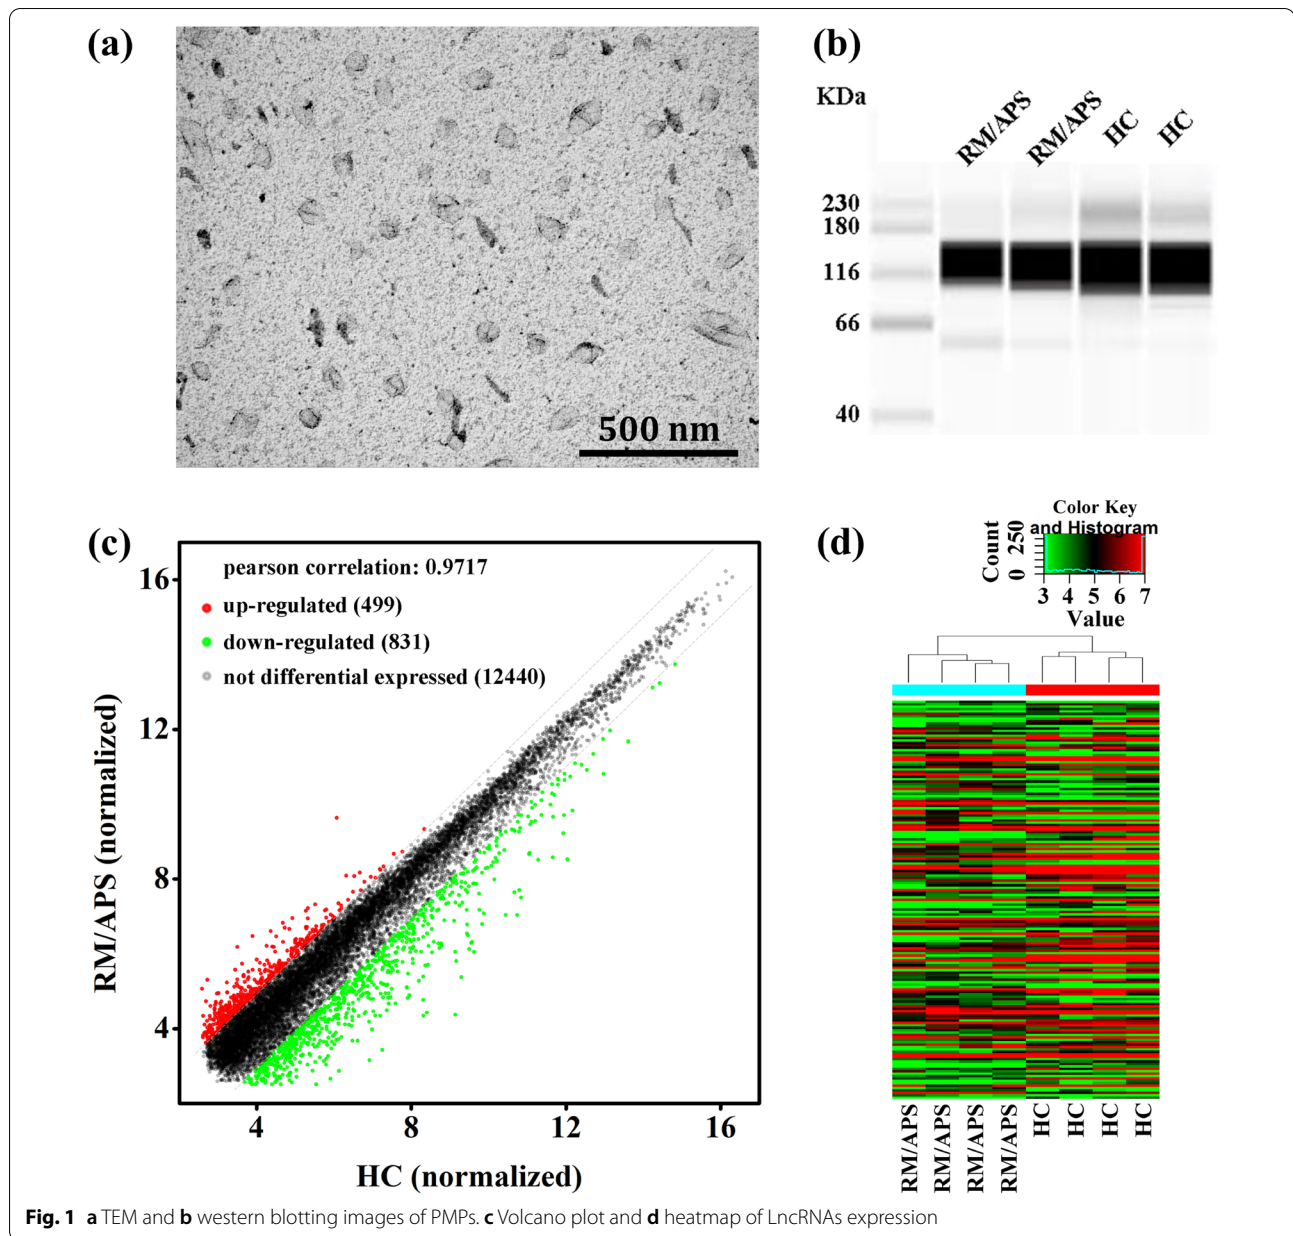 (a)
500 nm
(b)
KDa
RM/APS
RM/APS
HC
HC
230
180
116
66
40
(c)
pearson correlation: 0.9717
up-regulated (499)
down-regulated (831)
not differential expressed (12440)
16
12
8
4
4
8
12
16
RM/APS (normalized)
HC (normalized)
(d)
Color Key
and Histogram
Count
0 250
3 4 5 6 7
Value
RM/APS
RM/APS
RM/APS
RM/APS
HC
HC
HC
HC
Fig. 1 a TEM and b western blotting images of PMPs. c Volcano plot and d heatmap of LncRNAs expression